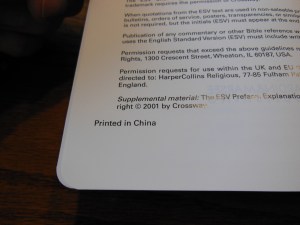 trademark requires the permission of
When quotations from the ESV text are used in non-saleable
bulletins, orders of service, posters, transparencies, or similar
is not required, but the initials (ESV) must appear at the end
Publication of any commentary or other Bible reference
uses the English Standard Version (ESV) must include
Permission requests that exceed the above guidelines
Rights, 1300 Crescent Street, Wheaton, IL 60187, USA.
Permission requests for use within the UK and EU
directed to: HarperCollins Religious, 77-85 Fulham
England.
Supplemental material: The ESV Preface, Explanation
right © 2001 by Crossway
Printed in China